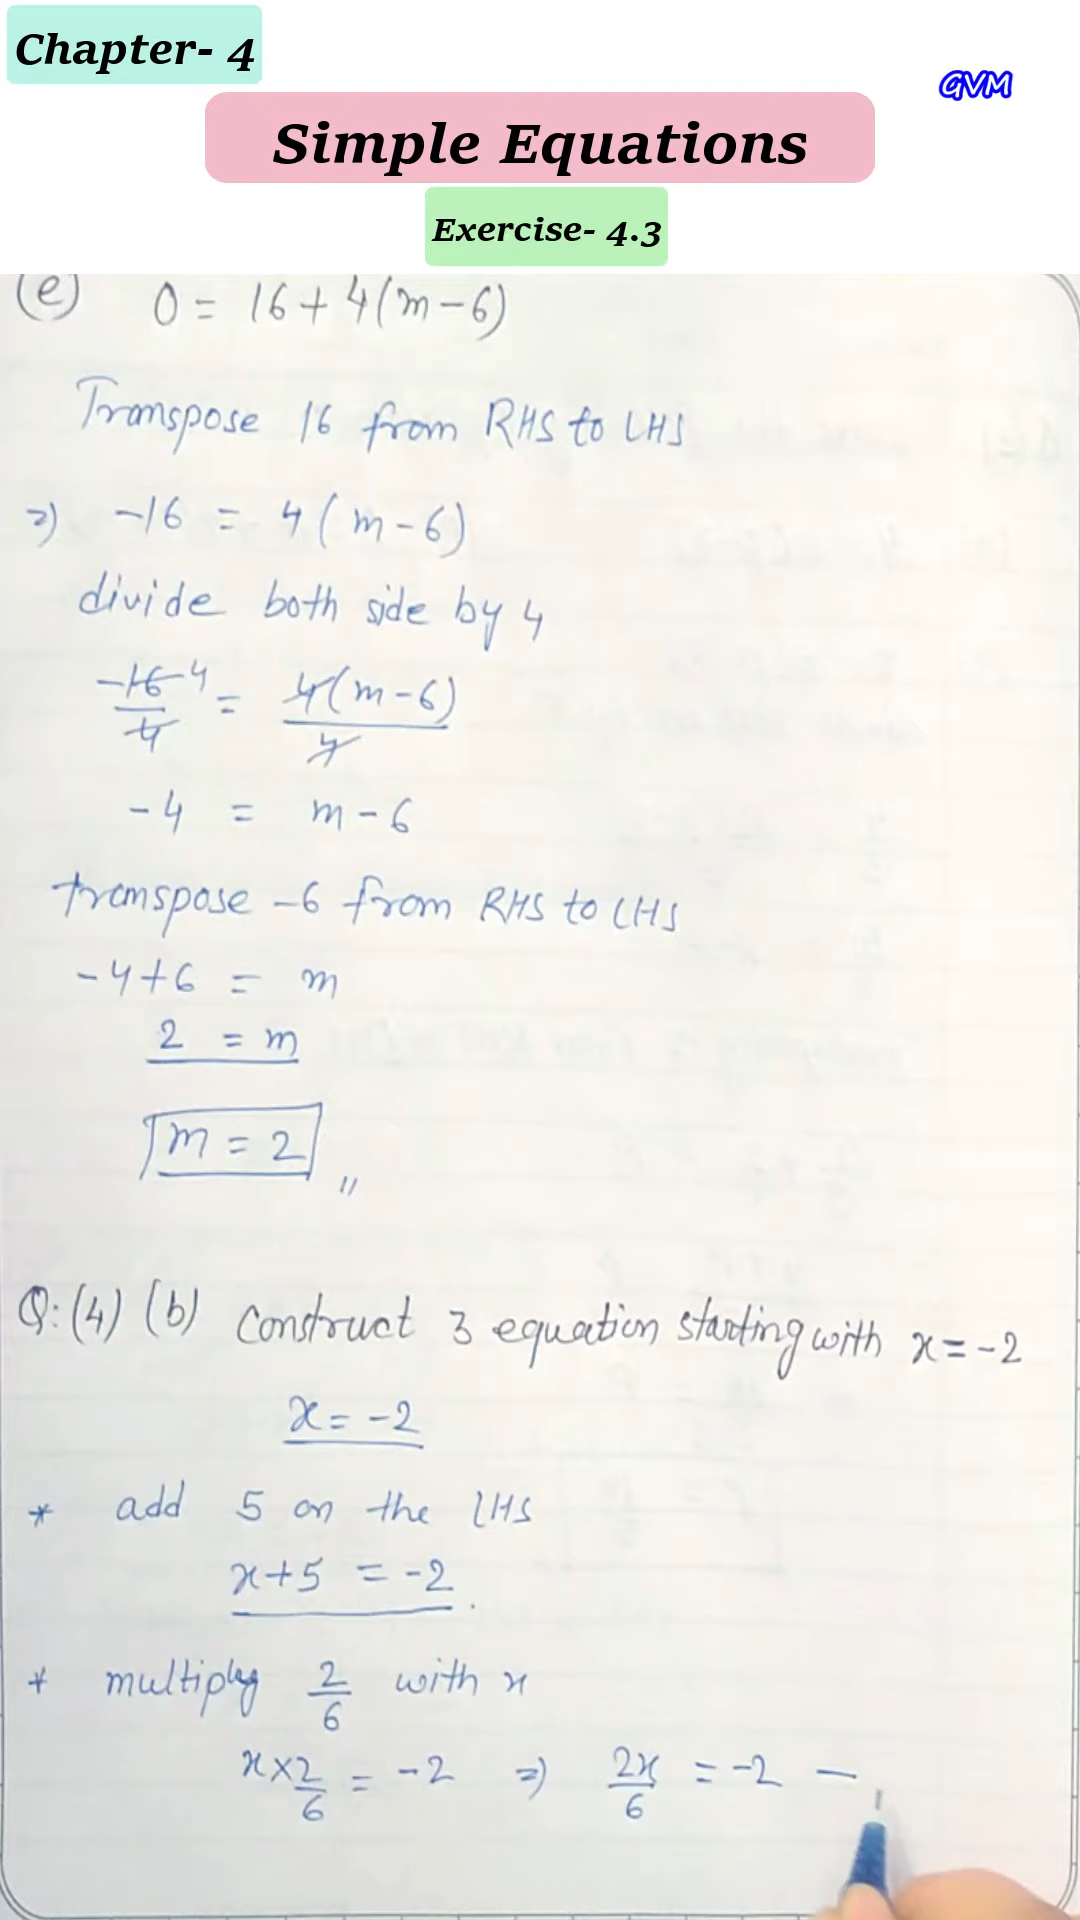 Chapter- 4
GVM
Simple Equations
Exercise- 4.3
(e) 0 = 16 + 4(m - 6)
Transpose 16 from RHS to LHS
⇒) -16 = 4(m - 6)
divide both side by 4
-16/4 -4 = 4(m - 6)/4
-4 = m - 6
transpose -6 from RHS to LHS
-4+6 = m
2 = m
m = 2 ,,
Q:(4) (b) Construct 3 equation starting with x = -2
x = -2
* add 5 on the LHS
x+5 = -2 .
* multiply 2/6 with x
x × 2/6 = -2 ⇒ 2x/6 = -2 —